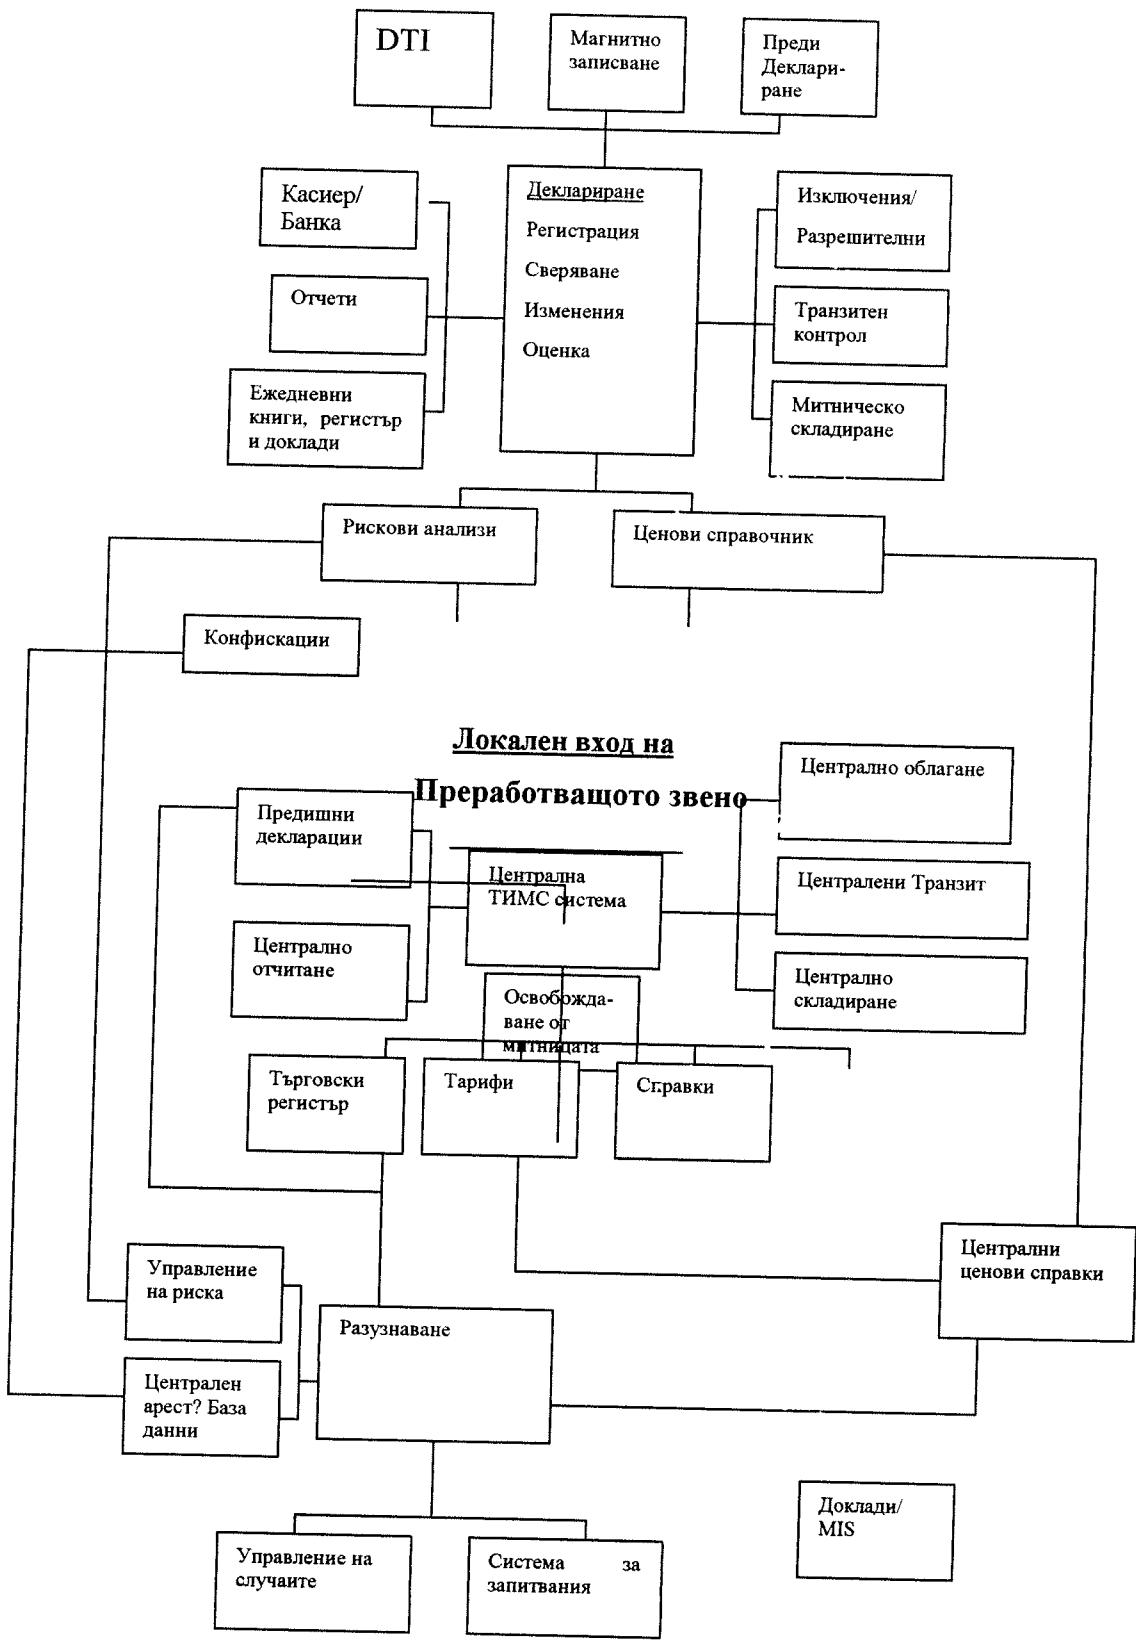 DTI
Магнитно
записване
Преди
Деклари-
ране
Касиер/
Банка
Деклариране
Регистрация
Сверяване
Изменения
Оценка
Изключения/
Разрешителни
Отчети
Транзитен
контрол
Ежедневни
книги, регистър
и доклади
Митническо
складиране
Рискови анализи
Ценови справочник
Конфискации
Локален вход на
Преработващото звено
Централно облагане
Предишни
декларации
Централна
ТИМС система
Централени Транзит
Централно
отчитане
Централно
складиране
Освобожда-
ване от
митницата
Търговски
регистър
Тарифи
Справки
Централни
ценови справки
Управление
на риска
Разузнаване
Централен
арест? База
данни
Доклади/
MIS
Управление на
случаите
Система за
запитвания